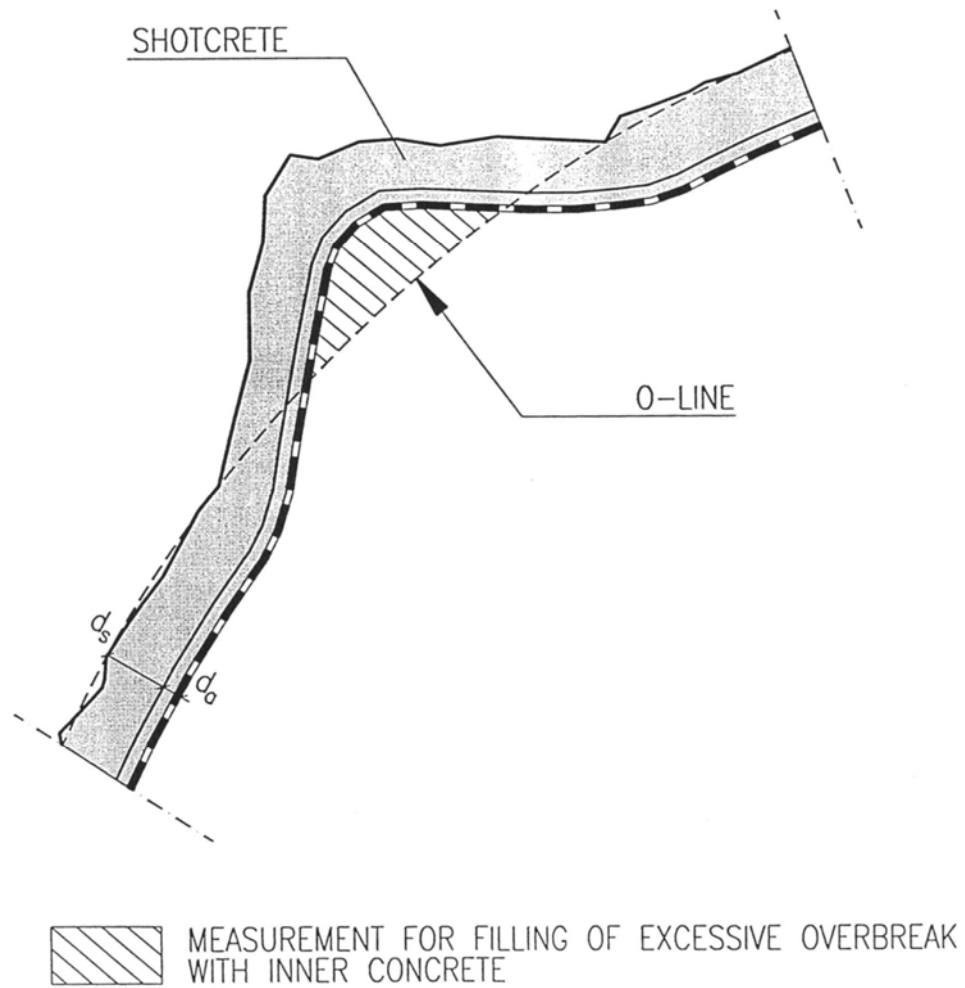 SHOTCRETE
O-LINE
ds
da
MEASUREMENT FOR FILLING OF EXCESSIVE OVERBREAK
WITH INNER CONCRETE